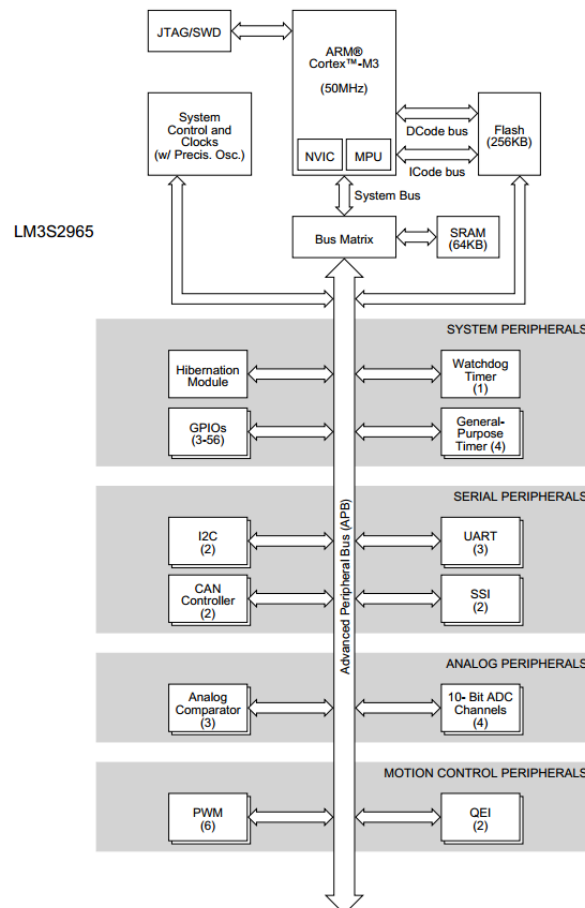 JTAG/SWD
ARM®
Cortex™-M3
(50MHz)
NVIC
MPU
System
Control and
Clocks
(w/ Precis. Osc.)
DCode bus
ICode bus
Flash
(256KB)
System Bus
LM3S2965
Bus Matrix
SRAM
(64KB)
SYSTEM PERIPHERALS
Hibernation
Module
Watchdog
Timer
(1)
GPIOs
(3-56)
General-
Purpose
Timer (4)
Advanced Peripheral Bus (APB)
SERIAL PERIPHERALS
I2C
(2)
UART
(3)
CAN
Controller
(2)
SSI
(2)
ANALOG PERIPHERALS
Analog
Comparator
(3)
10- Bit ADC
Channels
(4)
MOTION CONTROL PERIPHERALS
PWM
(6)
QEI
(2)